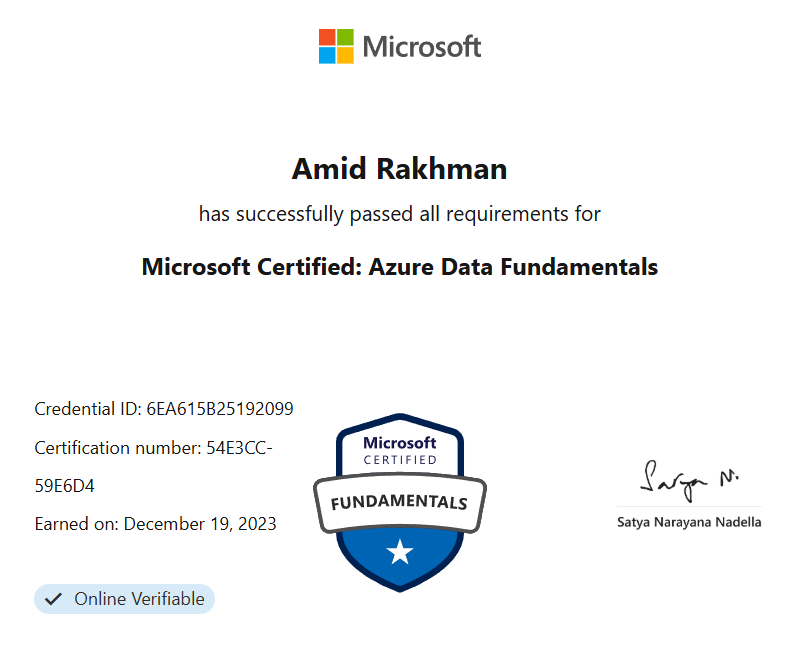 Microsoft
Amid Rakhman
has successfully passed all requirements for
Microsoft Certified: Azure Data Fundamentals
Credential ID: 6EA615B25192099
Certification number: 54E3CC-
59E6D4
Earned on: December 19, 2023
Online Verifiable
Microsoft
CERTIFIED
FUNDAMENTALS
Satya N.
Satya Narayana Nadella